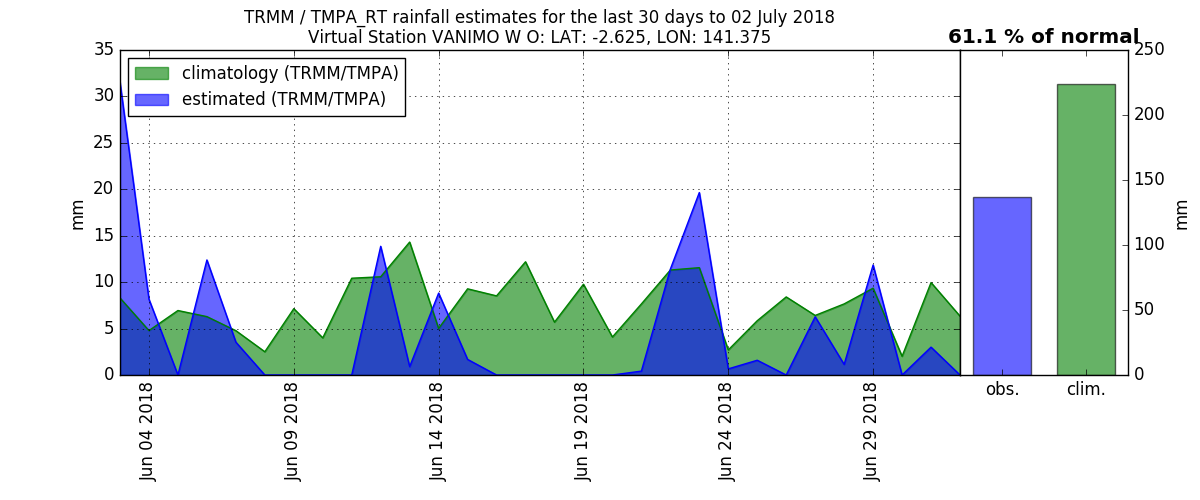 TRMM / TMPA_RT rainfall estimates for the last 30 days to 02 July 2018
Virtual Station VANIMO W O: LAT: -2.625, LON: 141.375
61.1 % of normal
climatology (TRMM/TMPA)
estimated (TRMM/TMPA)
mm
35
30
25
20
15
10
5
0
Jun 04 2018
Jun 09 2018
Jun 14 2018
Jun 19 2018
Jun 24 2018
Jun 29 2018
obs.
clim.
250
200
150
100
50
0
mm